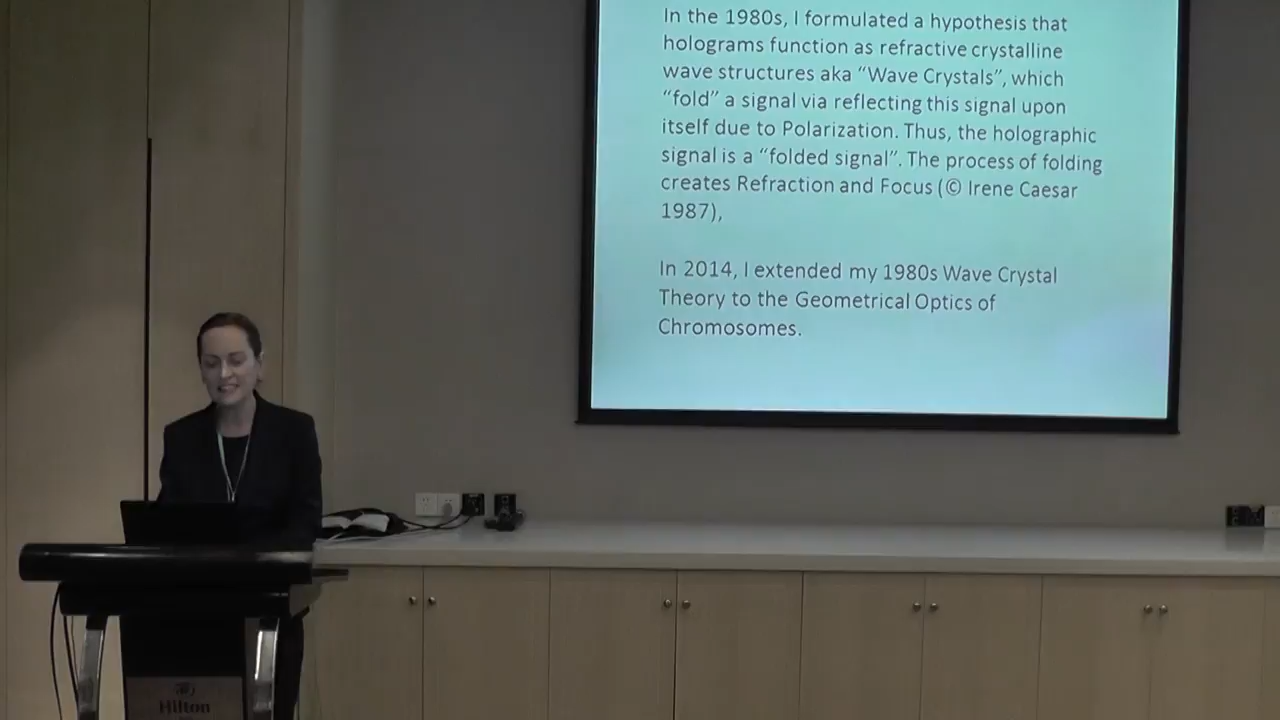 In the 1980s, I formulated a hypothesis that
holograms function as refractive crystalline
wave structures aka “Wave Crystals”, which
“fold” a signal via reflecting this signal upon
itself due to Polarization. Thus, the holographic
signal is a “folded signal”. The process of folding
creates Refraction and Focus (© Irene Caesar
1987),
In 2014, I extended my 1980s Wave Crystal
Theory to the Geometrical Optics of
Chromosomes.
Hilton